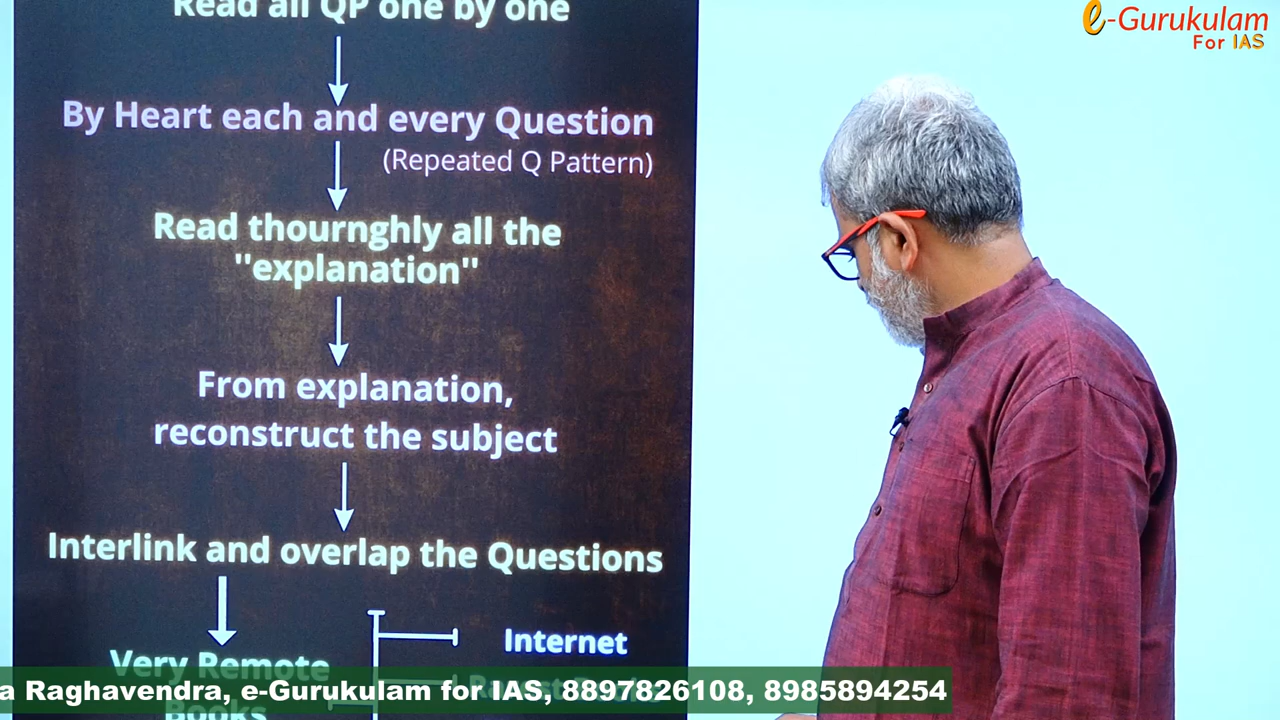 Read all QP one by one
e-Gurukulam
For IAS
By Heart each and every Question
(Repeated Q Pattern)
Read thournghly all the
"explanation"
From explanation,
reconstruct the subject
Interlink and overlap the Questions
Internet
Very Remote
Books
a Raghavendra, e-Gurukulam for IAS, 8897826108, 8985894254